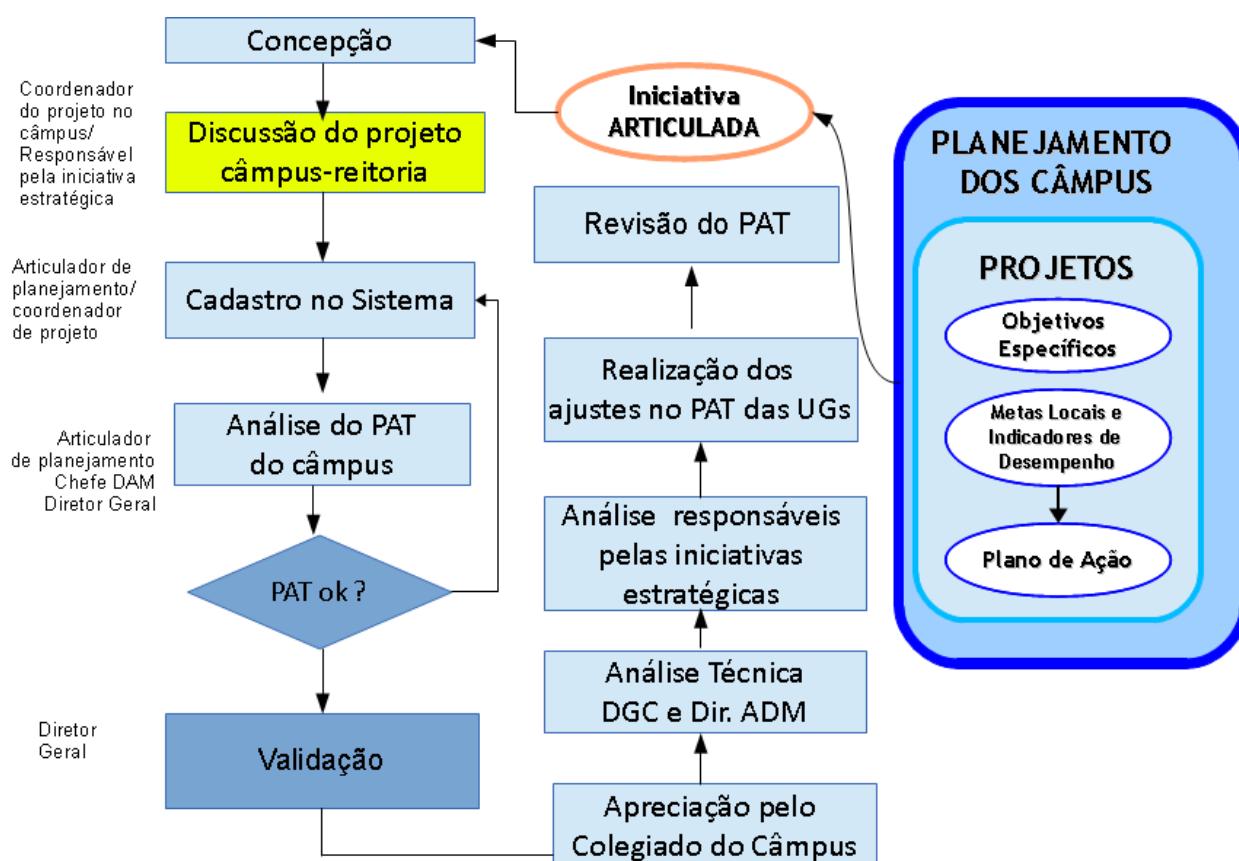 Concepção
Coordenador
do projeto no
câmpus/
Responsável
pela iniciativa
estratégica
Discussão do projeto
câmpus-reitoria
Articulador de
planejamento/
coordenador
de projeto
Cadastro no Sistema
Articulador
de planejamento
Chefe DAM
Diretor Geral
Análise do PAT
do câmpus
PAT ok ?
Diretor
Geral
Validação
Iniciativa
ARTICULADA
Revisão do PAT
Realização dos
ajustes no PAT das UGs
Análise responsáveis
pelas iniciativas
estratégicas
Análise Técnica
DGC e Dir. ADM
Apreciação pelo
Colegiado do Câmpus
PLANEJAMENTO
DOS CÂMPUS
PROJETOS
Objetivos
Específicos
Metas Locais e
Indicadores de
Desempenho
Plano de Ação